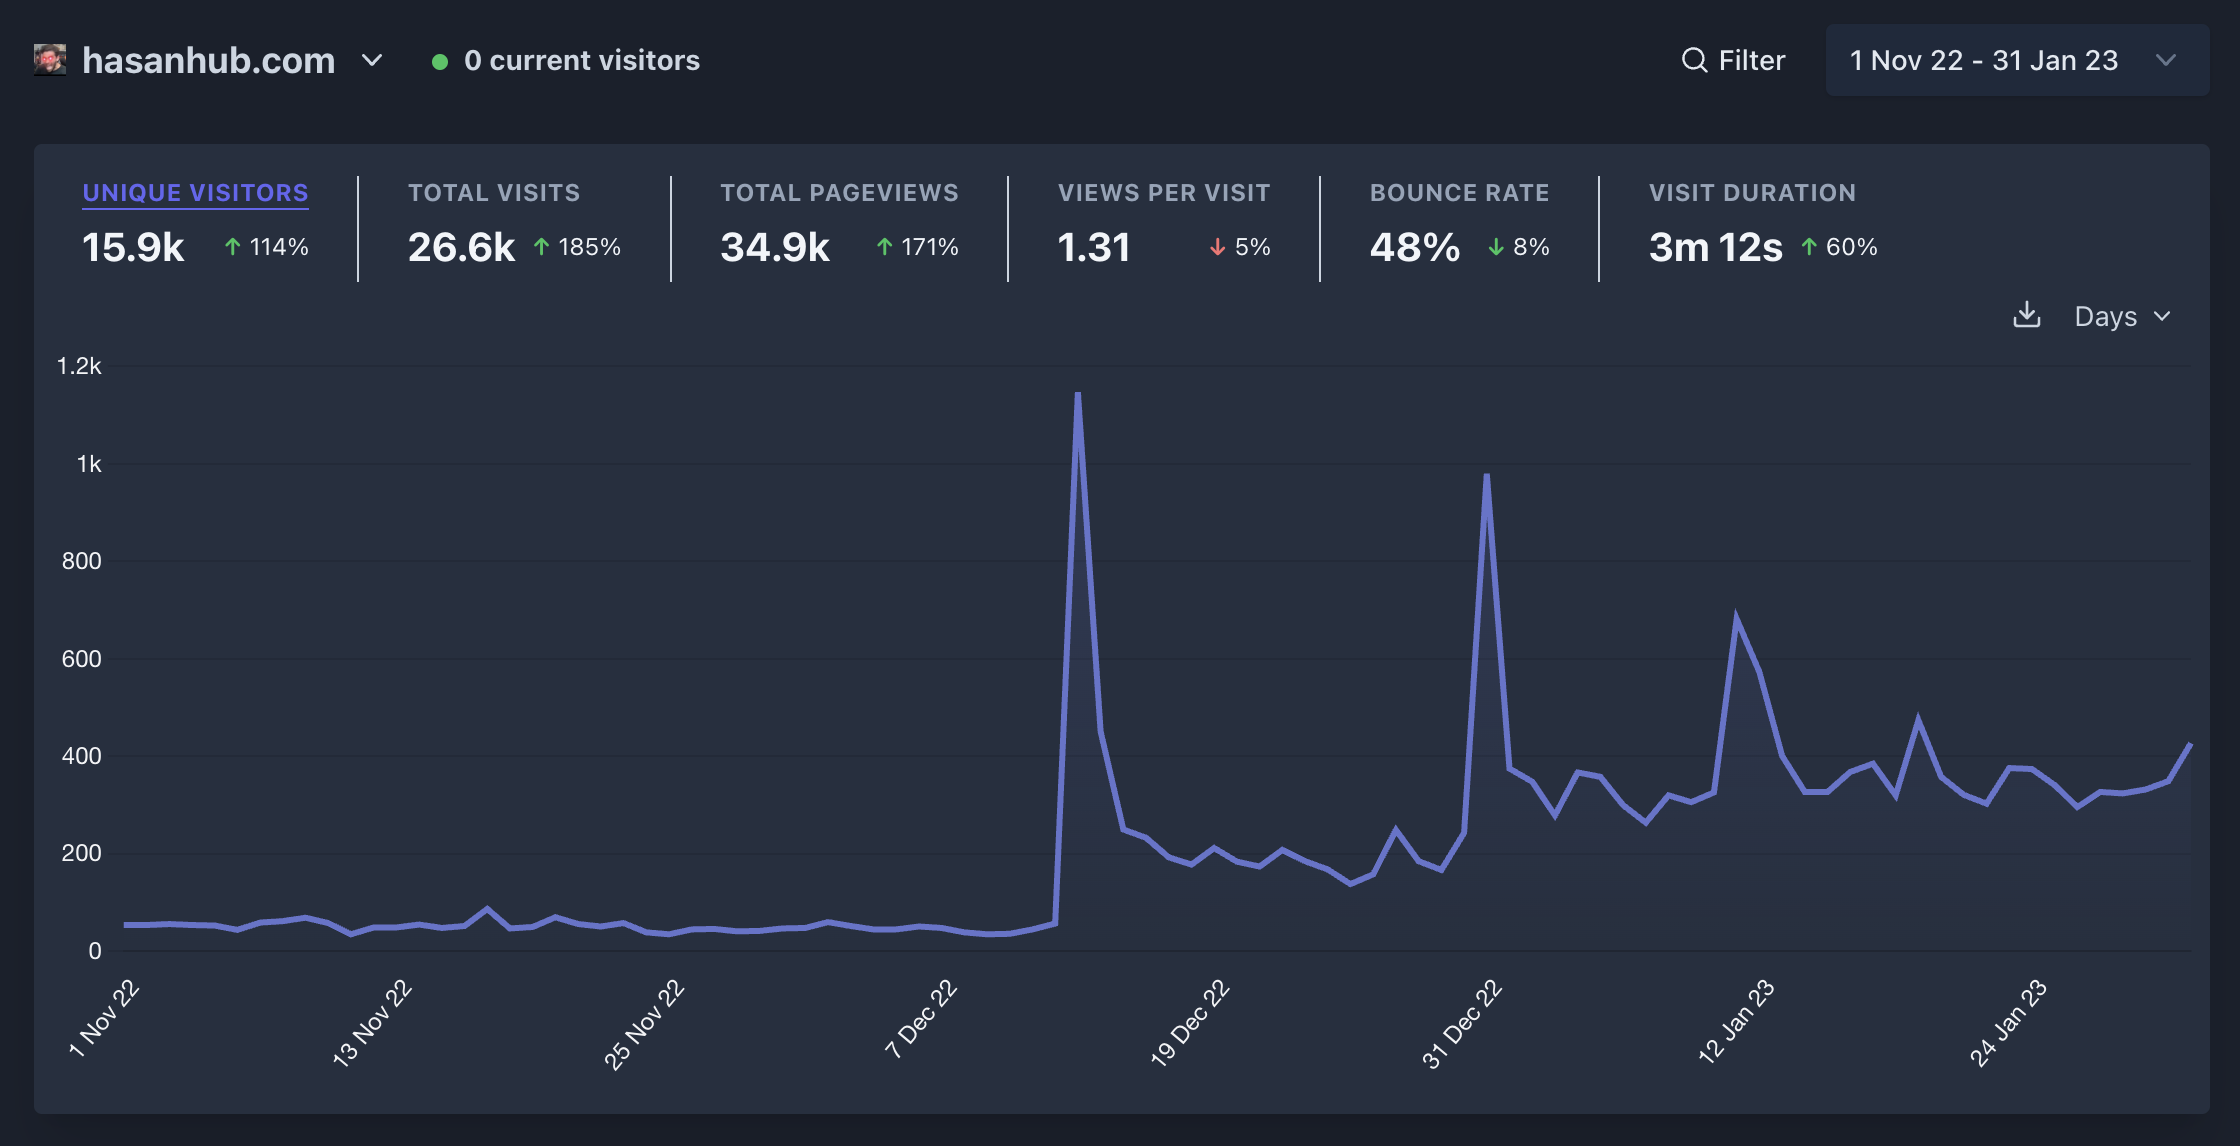 hasanhub.com
0 current visitors
Filter
1 Nov 22 - 31 Jan 23
UNIQUE VISITORS
15.9k 114%
TOTAL VISITS
26.6k 185%
TOTAL PAGEVIEWS
34.9k 171%
VIEWS PER VISIT
1.31 5%
BOUNCE RATE
48% 8%
VISIT DURATION
3m 12s 60%
Days
1.2k
1k
800
600
400
200
0
1 Nov 22
13 Nov 22
25 Nov 22
7 Dec 22
19 Dec 22
31 Dec 22
12 Jan 23
24 Jan 23